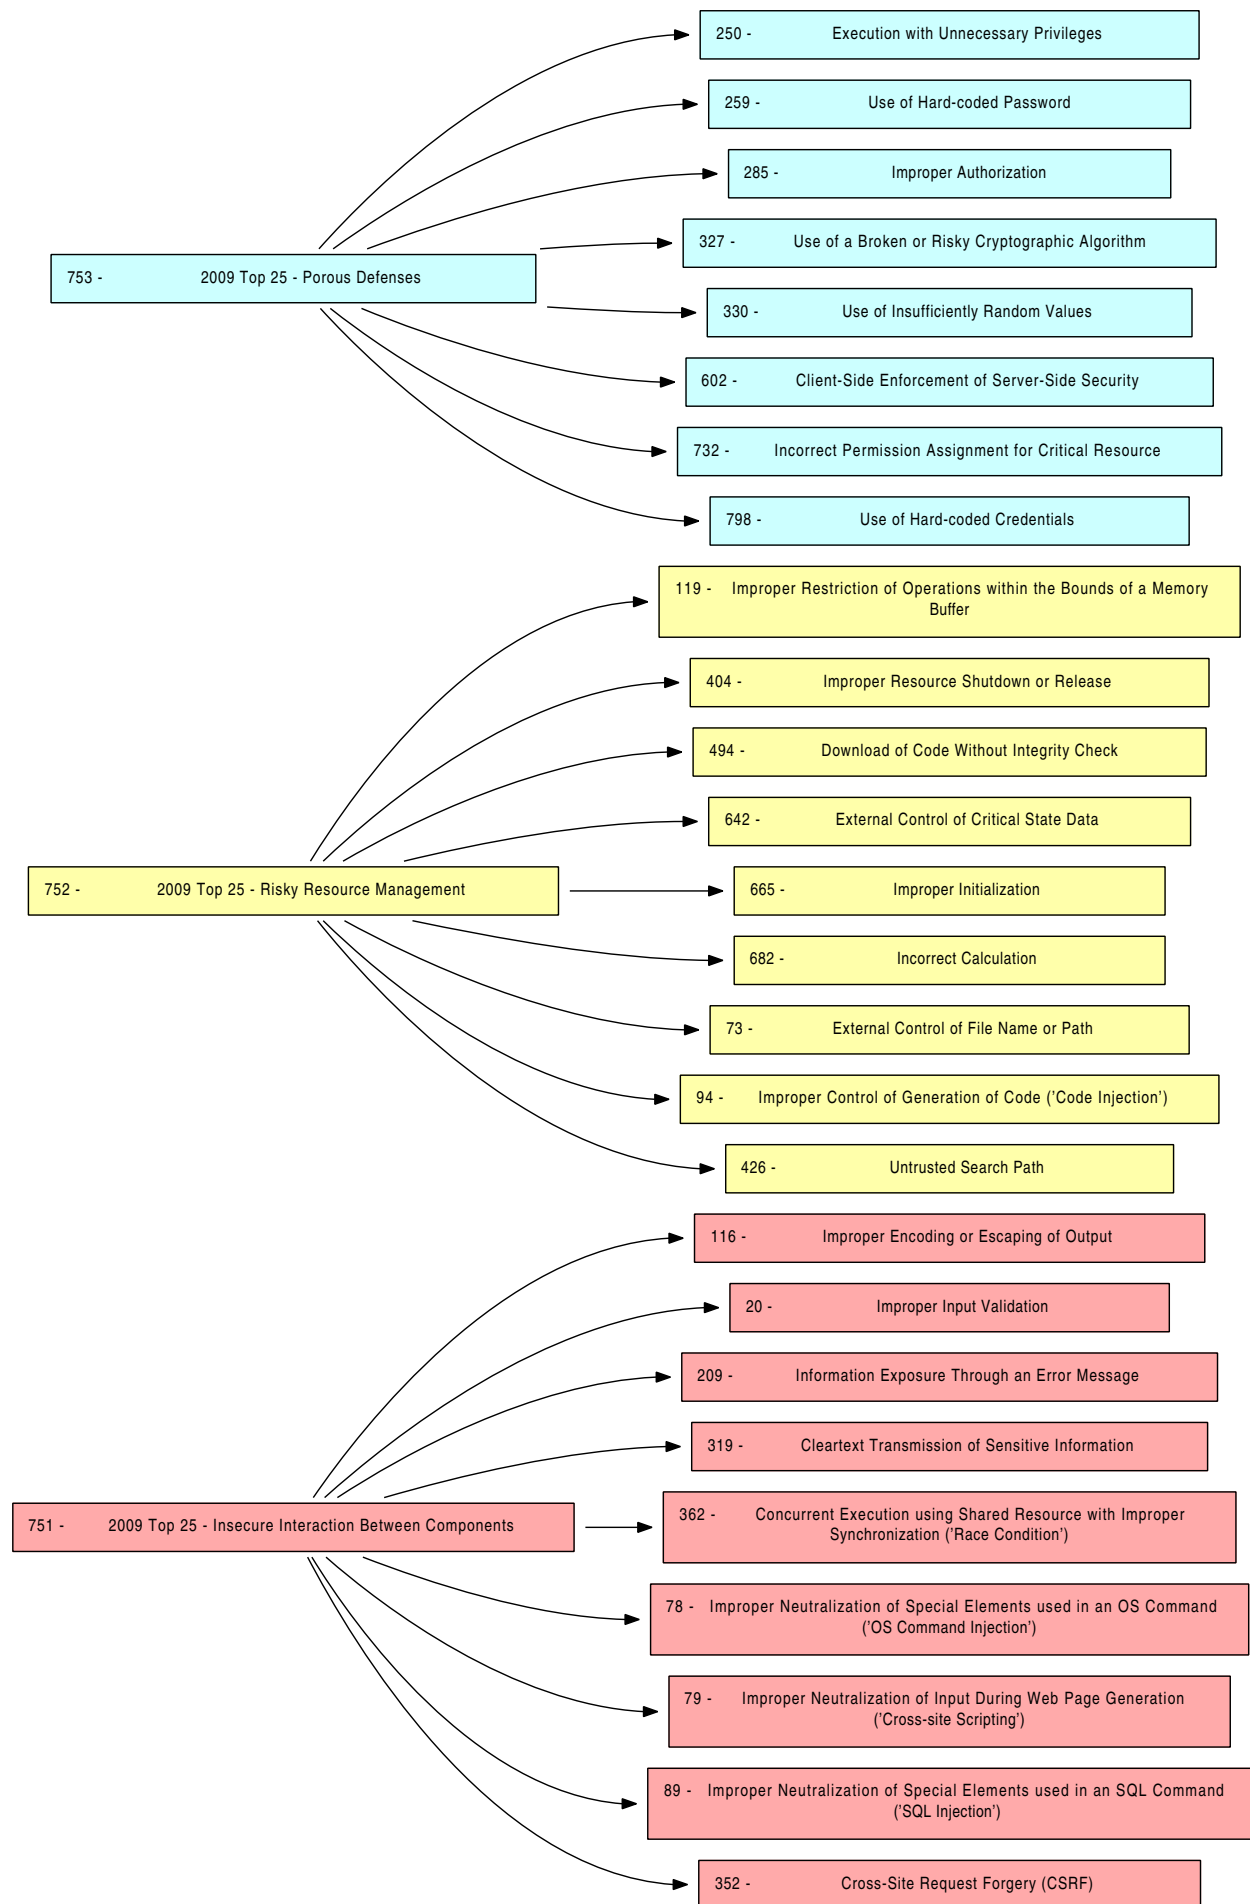 250 - Execution with Unnecessary Privileges
259 - Use of Hard-coded Password
285 - Improper Authorization
327 - Use of a Broken or Risky Cryptographic Algorithm
753 - 2009 Top 25 - Porous Defenses
330 - Use of Insufficiently Random Values
602 - Client-Side Enforcement of Server-Side Security
732 - Incorrect Permission Assignment for Critical Resource
798 - Use of Hard-coded Credentials
119 - Improper Restriction of Operations within the Bounds of a Memory
Buffer
404 - Improper Resource Shutdown or Release
494 - Download of Code Without Integrity Check
642 - External Control of Critical State Data
752 - 2009 Top 25 - Risky Resource Management
665 - Improper Initialization
682 - Incorrect Calculation
73 - External Control of File Name or Path
94 - Improper Control of Generation of Code ('Code Injection')
426 - Untrusted Search Path
116 - Improper Encoding or Escaping of Output
20 - Improper Input Validation
209 - Information Exposure Through an Error Message
319 - Cleartext Transmission of Sensitive Information
751 - 2009 Top 25 - Insecure Interaction Between Components
362 - Concurrent Execution using Shared Resource with Improper
Synchronization ('Race Condition')
78 - Improper Neutralization of Special Elements used in an OS Command
('OS Command Injection')
79 - Improper Neutralization of Input During Web Page Generation
('Cross-site Scripting')
89 - Improper Neutralization of Special Elements used in an SQL Command
('SQL Injection')
352 - Cross-Site Request Forgery (CSRF)